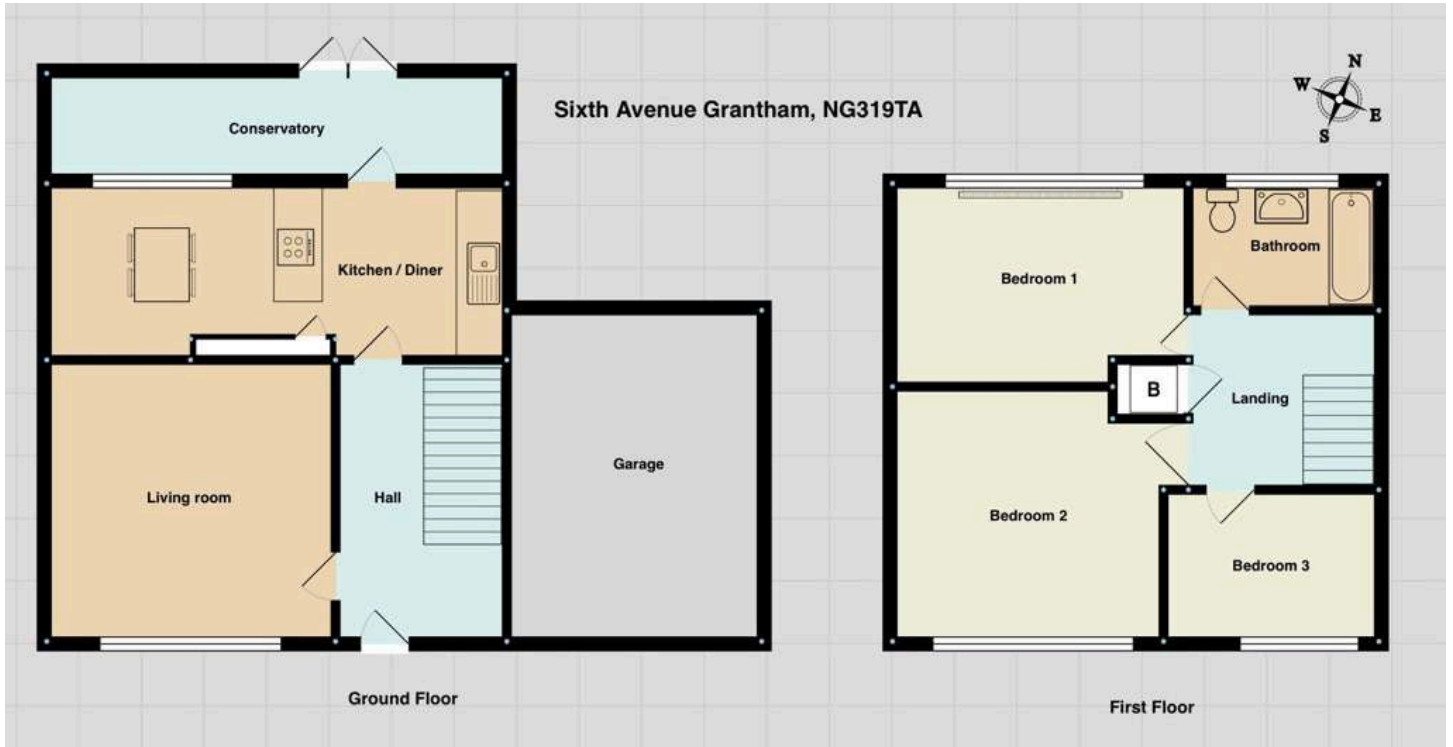 Sixth Avenue Grantham, NG319TA
N
W
E
S
Conservatory
Kitchen / Diner
Living room
Hall
Garage
Ground Floor
Bedroom 1
Bathroom
B
Landing
Bedroom 2
Bedroom 3
First Floor